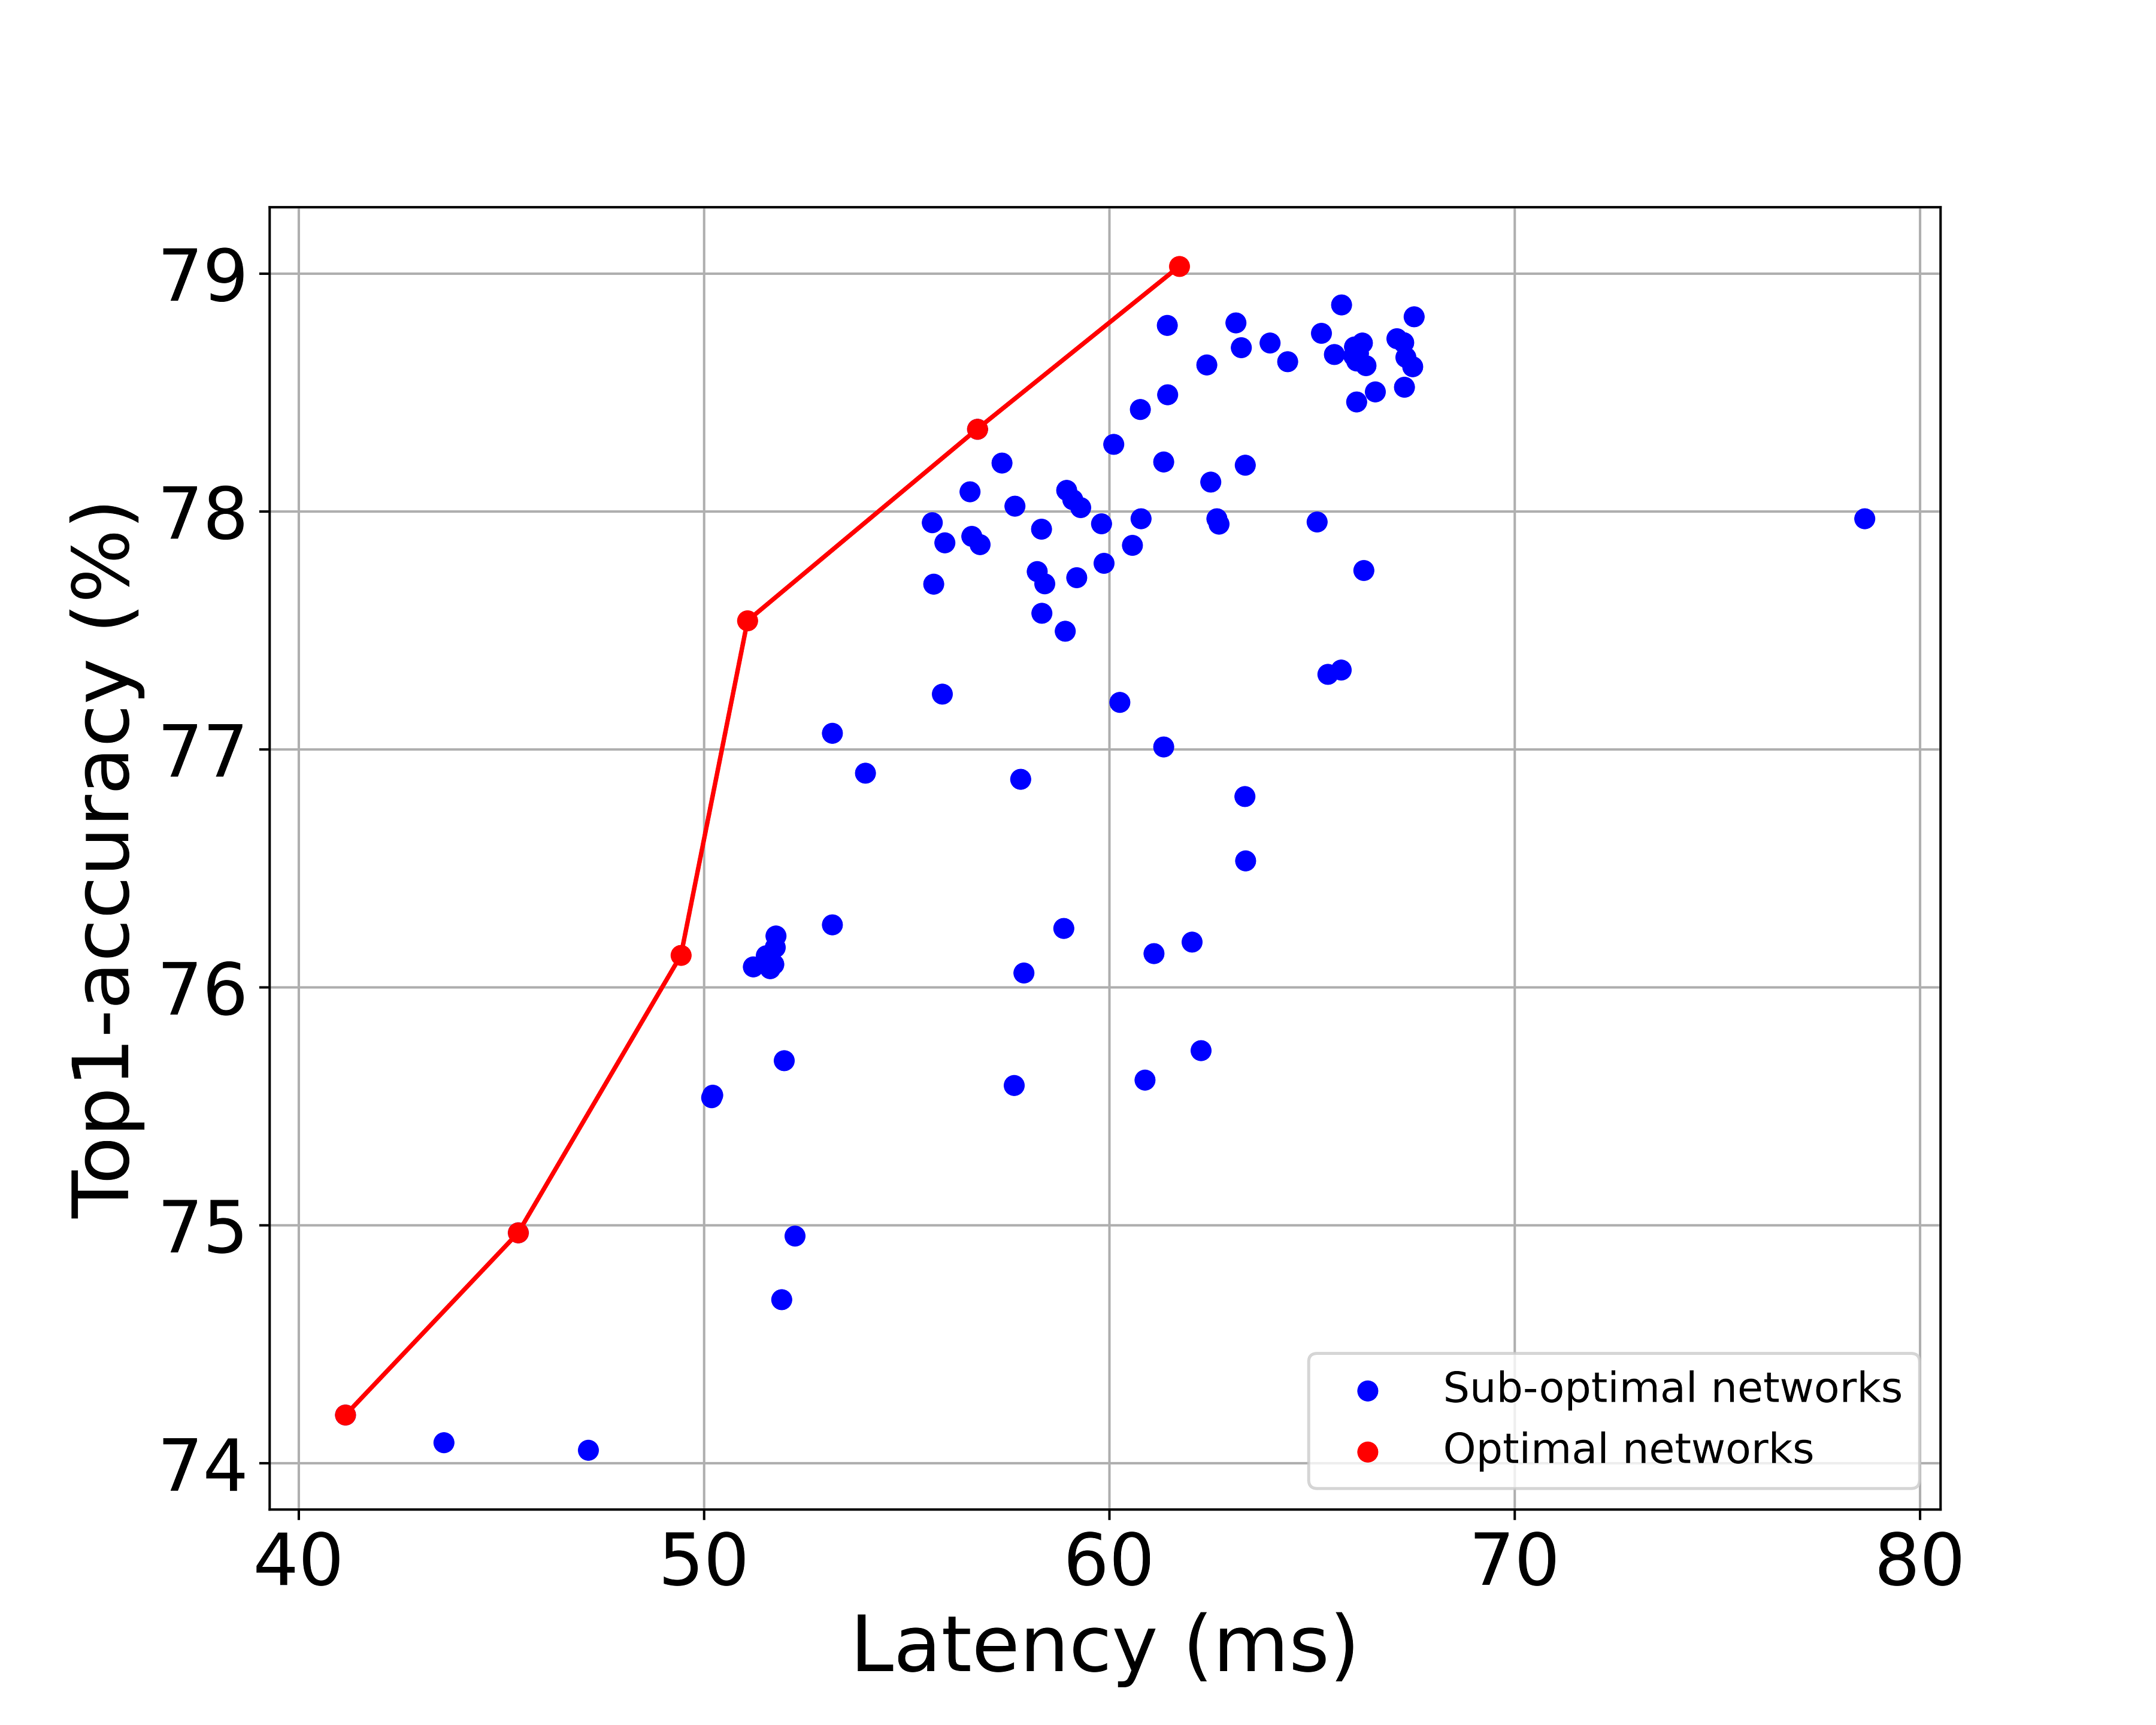 Top1-accuracy (%)
79
78
77
76
75
74
40 50 60 70 80
Latency (ms)
Sub-optimal networks
Optimal networks